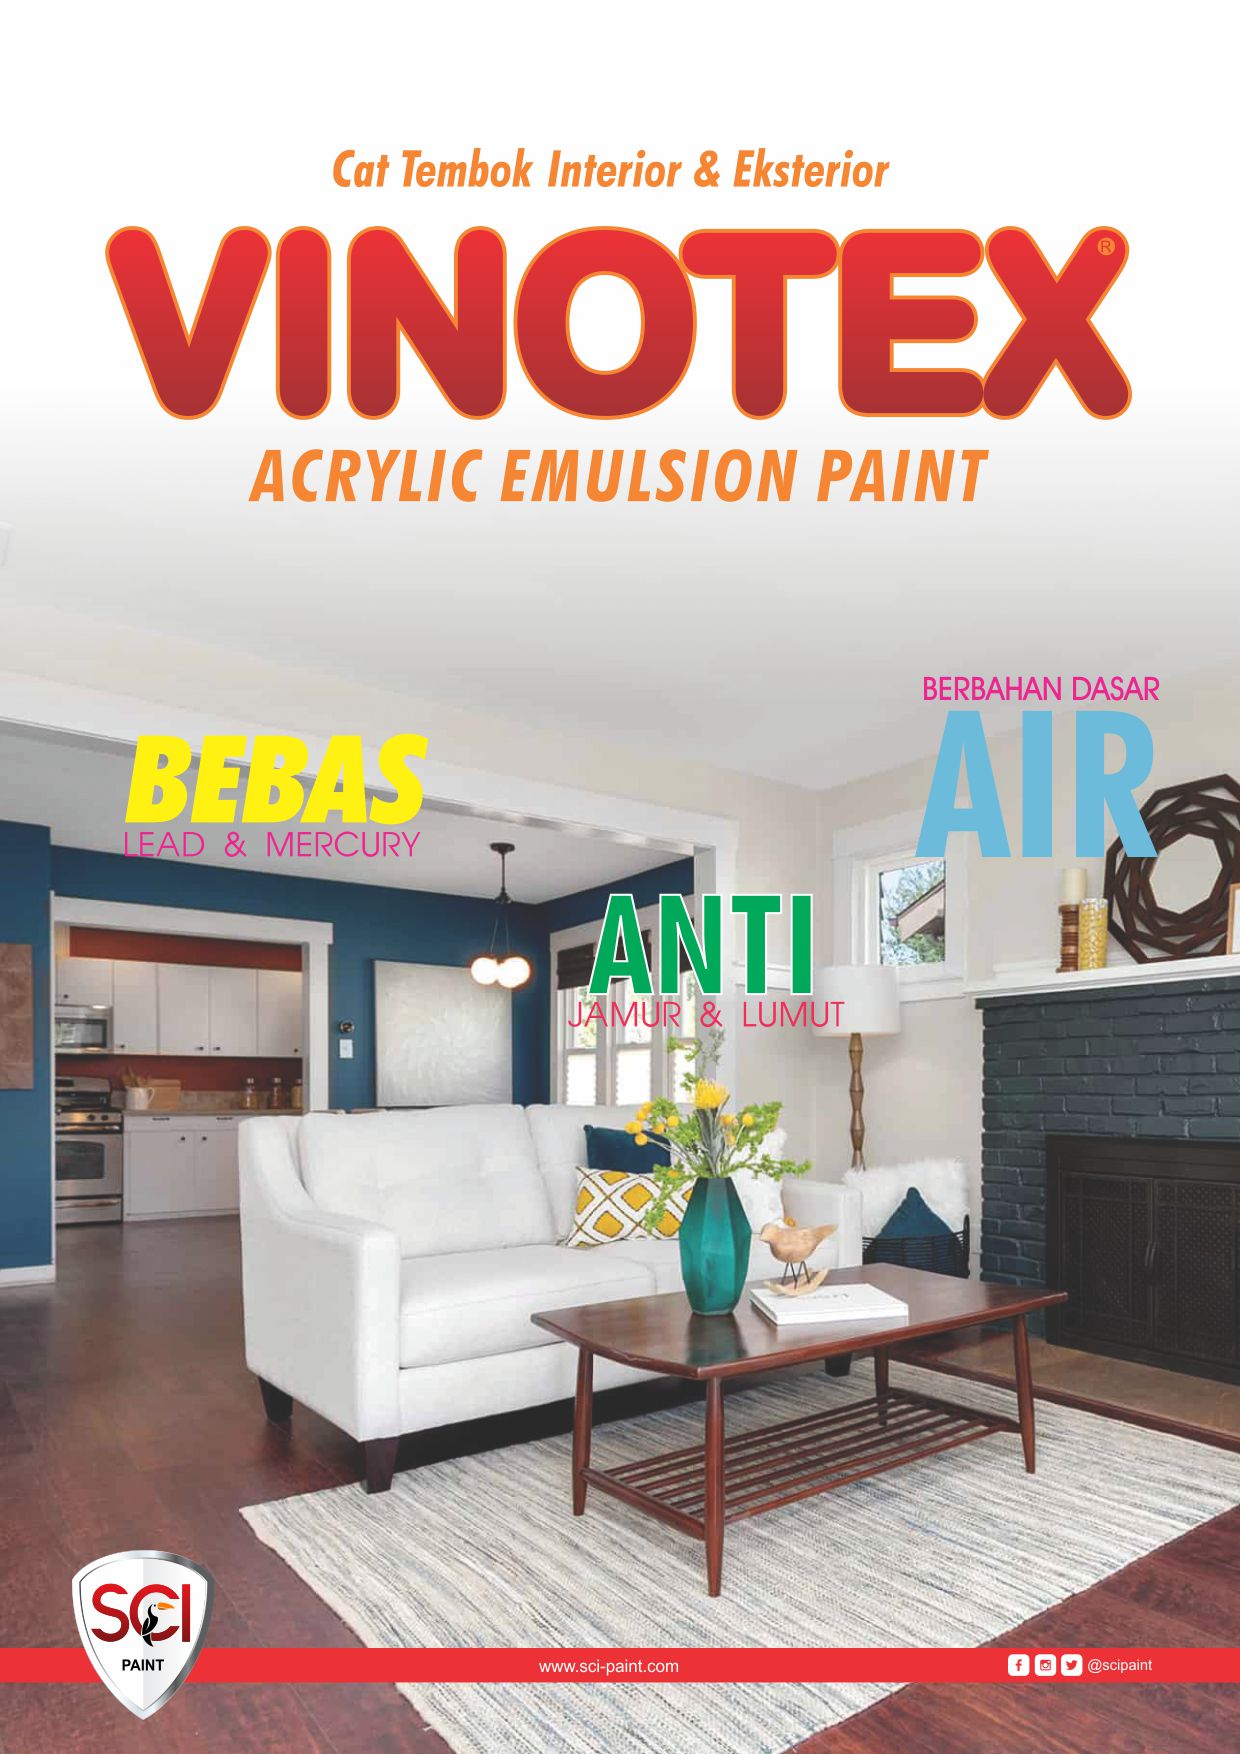 Cat Tembok Interior & Eksterior
VINOTEX®
ACRYLIC EMULSION PAINT
BERBAHAN DASAR
AIR
BEBAS
LEAD & MERCURY
ANTI
JAMUR & LUMUT
SCI
PAINT
www.sci-paint.com
@scipaint